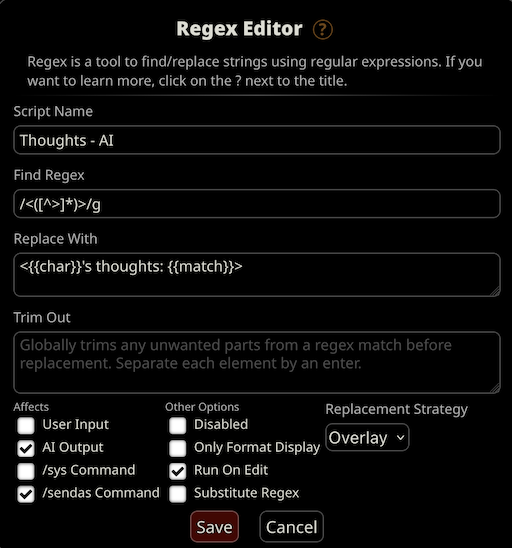 Regex Editor ?
Regex is a tool to find/replace strings using regular expressions. If you
want to learn more, click on the ? next to the title.
Script Name
Thoughts - AI
Find Regex
/<([^>]*)>/g
Replace With
<{{char}}'s thoughts: {{match}}>
Trim Out
Globally trims any unwanted parts from a regex match before
replacement. Separate each element by an enter.
Affects
User Input
AI Output
/sys Command
/sendas Command
Other Options
Disabled
Only Format Display
Run On Edit
Substitute Regex
Replacement Strategy
Overlay
Save
Cancel